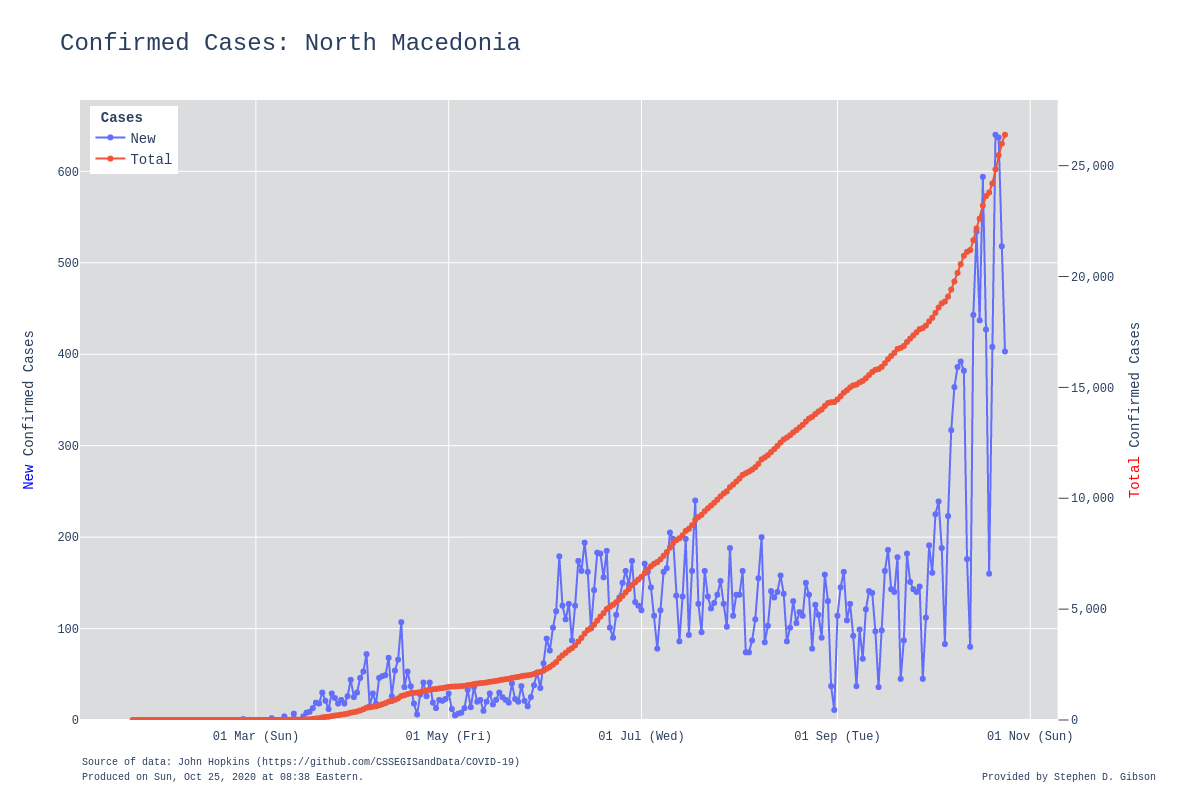 Confirmed Cases: North Macedonia
Cases
New
Total
600
500
400
300
200
100
0
25,000
20,000
15,000
10,000
5,000
0
New Confirmed Cases
Total Confirmed Cases
01 Mar (Sun)
01 May (Fri)
01 Jul (Wed)
01 Sep (Tue)
01 Nov (Sun)
Source of data: John Hopkins (https://github.com/CSSEGISandData/COVID-19)
Produced on Sun, Oct 25, 2020 at 08:38 Eastern.
Provided by Stephen D. Gibson